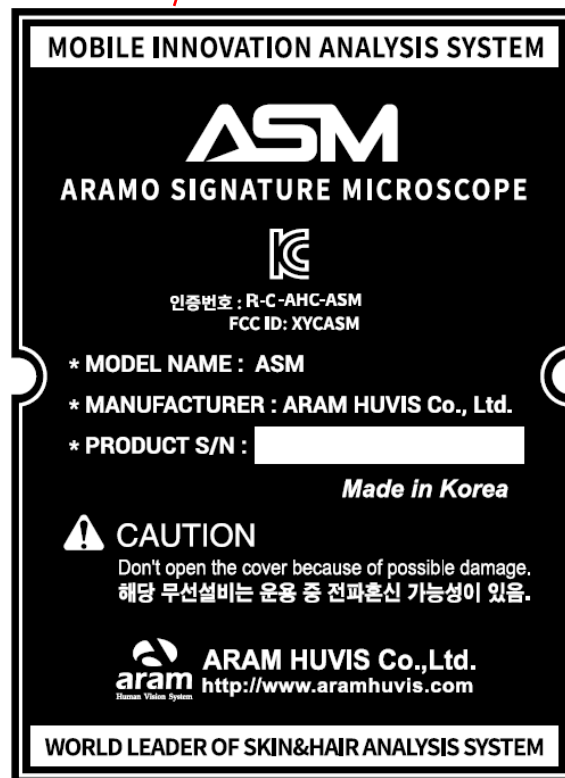 MOBILE INNOVATION ANALYSIS SYSTEM
ASM
ARAMO SIGNATURE MICROSCOPE
인증번호 : R-C-AHC-ASM
FCC ID: XYCASM
* MODEL NAME : ASM
* MANUFACTURER : ARAM HUVIS Co., Ltd.
* PRODUCT S/N :
Made in Korea
CAUTION
Don't open the cover because of possible damage.
해당 무선설비는 운용 중 전파혼신 가능성이 있음.
aram
Human Vision System
ARAM HUVIS Co.,Ltd.
http://www.aramhuvis.com
WORLD LEADER OF SKIN&HAIR ANALYSIS SYSTEM